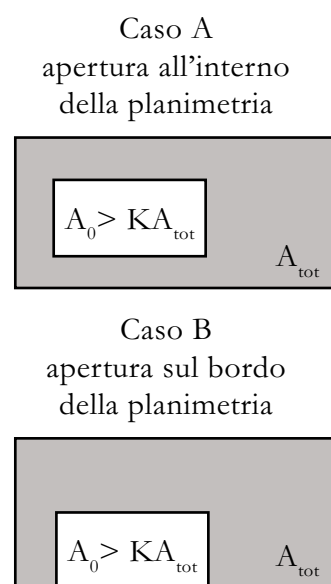 Caso A
apertura all'interno
della planimetria
A₀> KAₜₒₜ
Aₜₒₜ
Caso B
apertura sul bordo
della planimetria
A₀> KAₜₒₜ
Aₜₒₜ